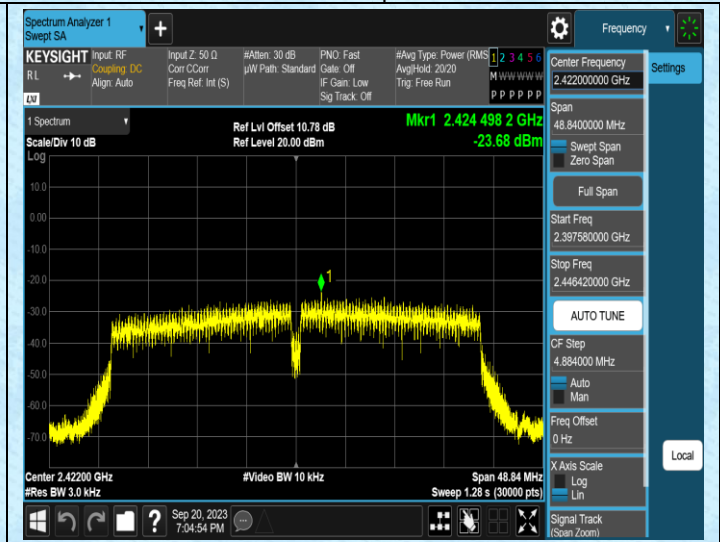 Spectrum Analyzer 1
Swept SA
Frequency
KEYSIGHT
RL
LXI
Input: RF
Coupling: DC
Align: Auto
Input Z: 50 Ω
Corr CCorr
Freq Ref: Int (S)
#Atten: 30 dB
µW Path: Standard
PNO: Fast
Gate: Off
IF Gain: Low
Sig Track: Off
#Avg Type: Power (RMS
Avg|Hold: 20/20
Trig: Free Run
1 2 3 4 5 6
M W W W W W
P P P P P P
1 Spectrum
Scale/Div 10 dB
Log
Ref Lvl Offset 10.78 dB
Ref Level 20.00 dBm
Mkr1 2.424 498 2 GHz
-23.68 dBm
10.0
0.00
-10.0
-20.0
-30.0
-40.0
-50.0
-60.0
-70.0
1
Center 2.42200 GHz
#Res BW 3.0 kHz
#Video BW 10 kHz
Span 48.84 MHz
Sweep 1.28 s (30000 pts)
Sep 20, 2023
7:04:54 PM
?
Center Frequency
2.422000000 GHz
Span
48.8400000 MHz
Swept Span
Zero Span
Full Span
Start Freq
2.397580000 GHz
Stop Freq
2.446420000 GHz
AUTO TUNE
CF Step
4.884000 MHz
Auto
Man
Freq Offset
0 Hz
X Axis Scale
Log
Lin
Signal Track
(Span Zoom)
Settings
Local